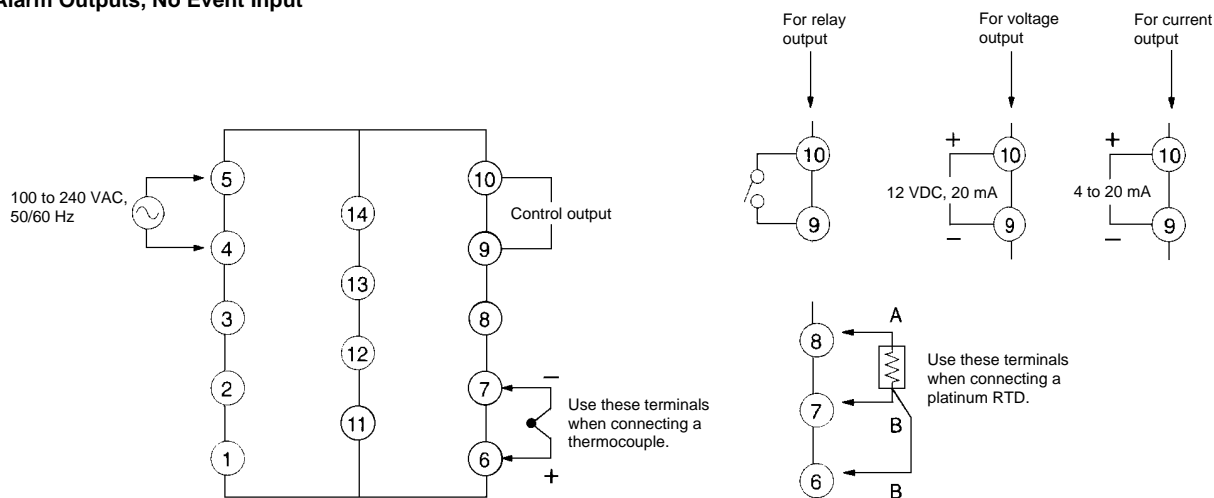 Alarm Outputs, No Event Input
For relay
output
For voltage
output
For current
output
100 to 240 VAC,
50/60 Hz
5
4
3
2
1
14
13
12
11
10
9
8
7
6
Control output
−
+
Use these terminals
when connecting a
thermocouple.
10
9
+
10
12 VDC, 20 mA
9
−
+
10
4 to 20 mA
9
−
8
7
6
A
B
B
Use these terminals
when connecting a
platinum RTD.